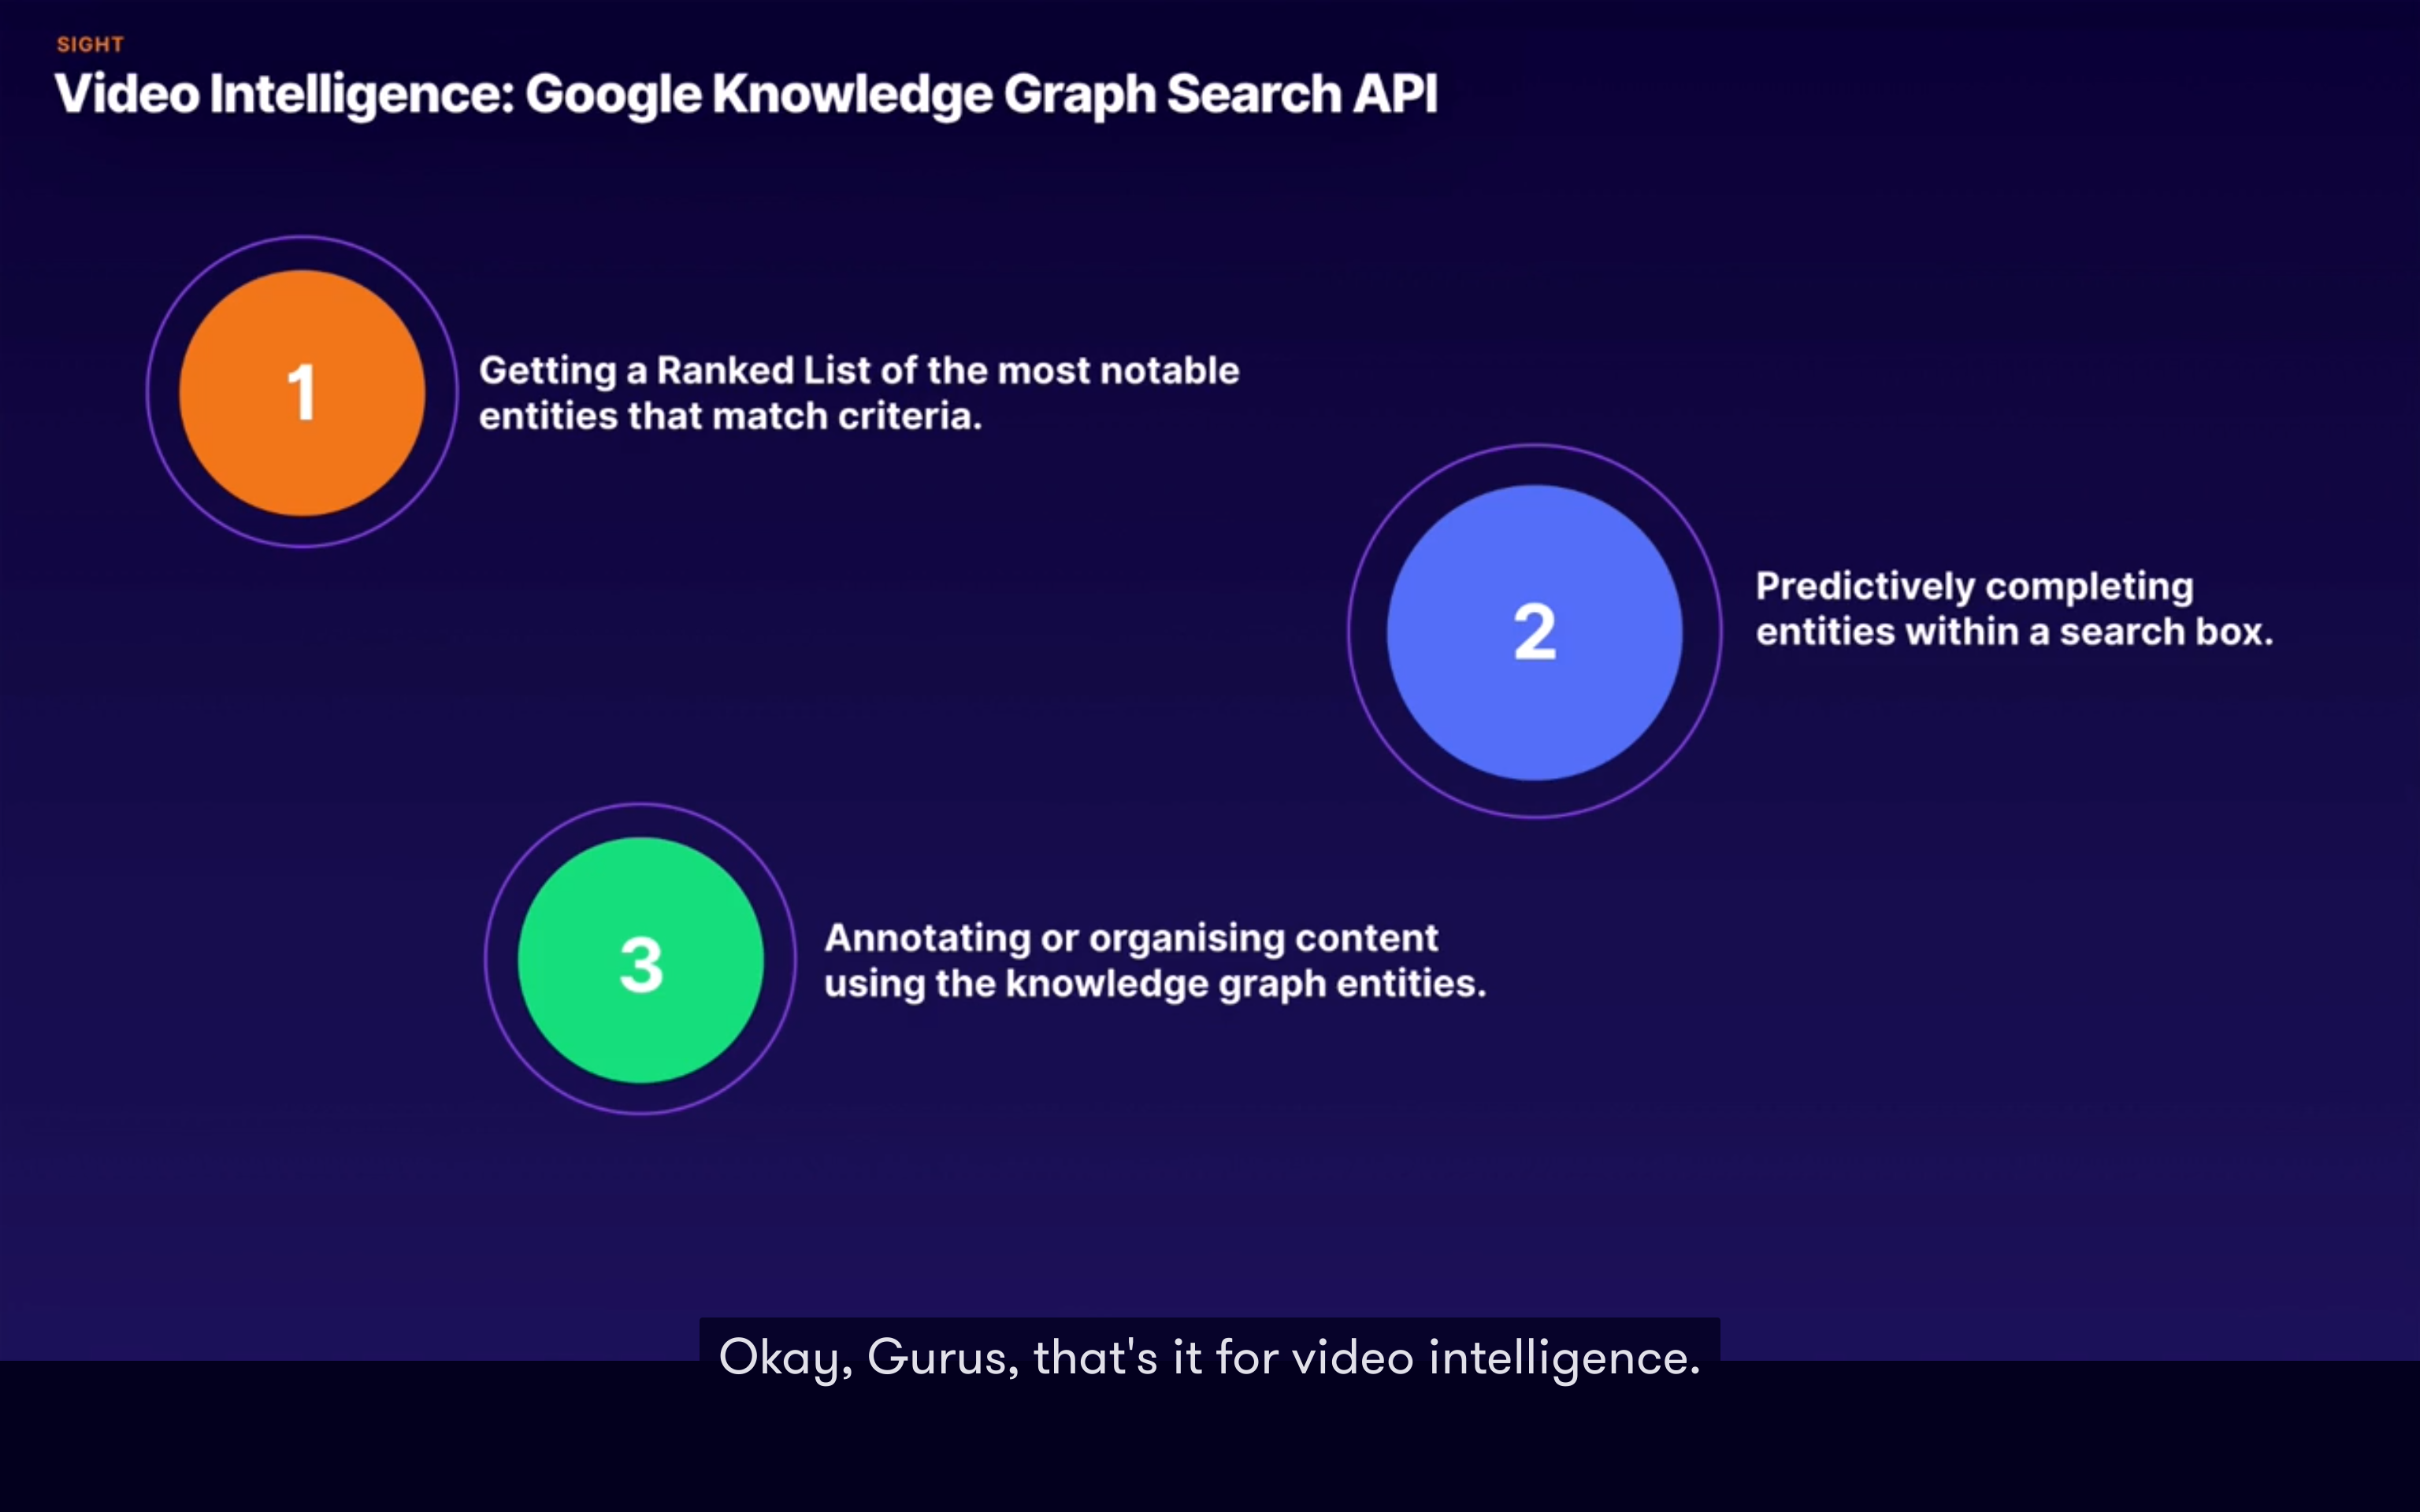 SIGHT
Video Intelligence: Google Knowledge Graph Search API
1
Getting a Ranked List of the most notable
entities that match criteria.
2
Predictively completing
entities within a search box.
3
Annotating or organising content
using the knowledge graph entities.
Okay, Gurus, that's it for video intelligence.